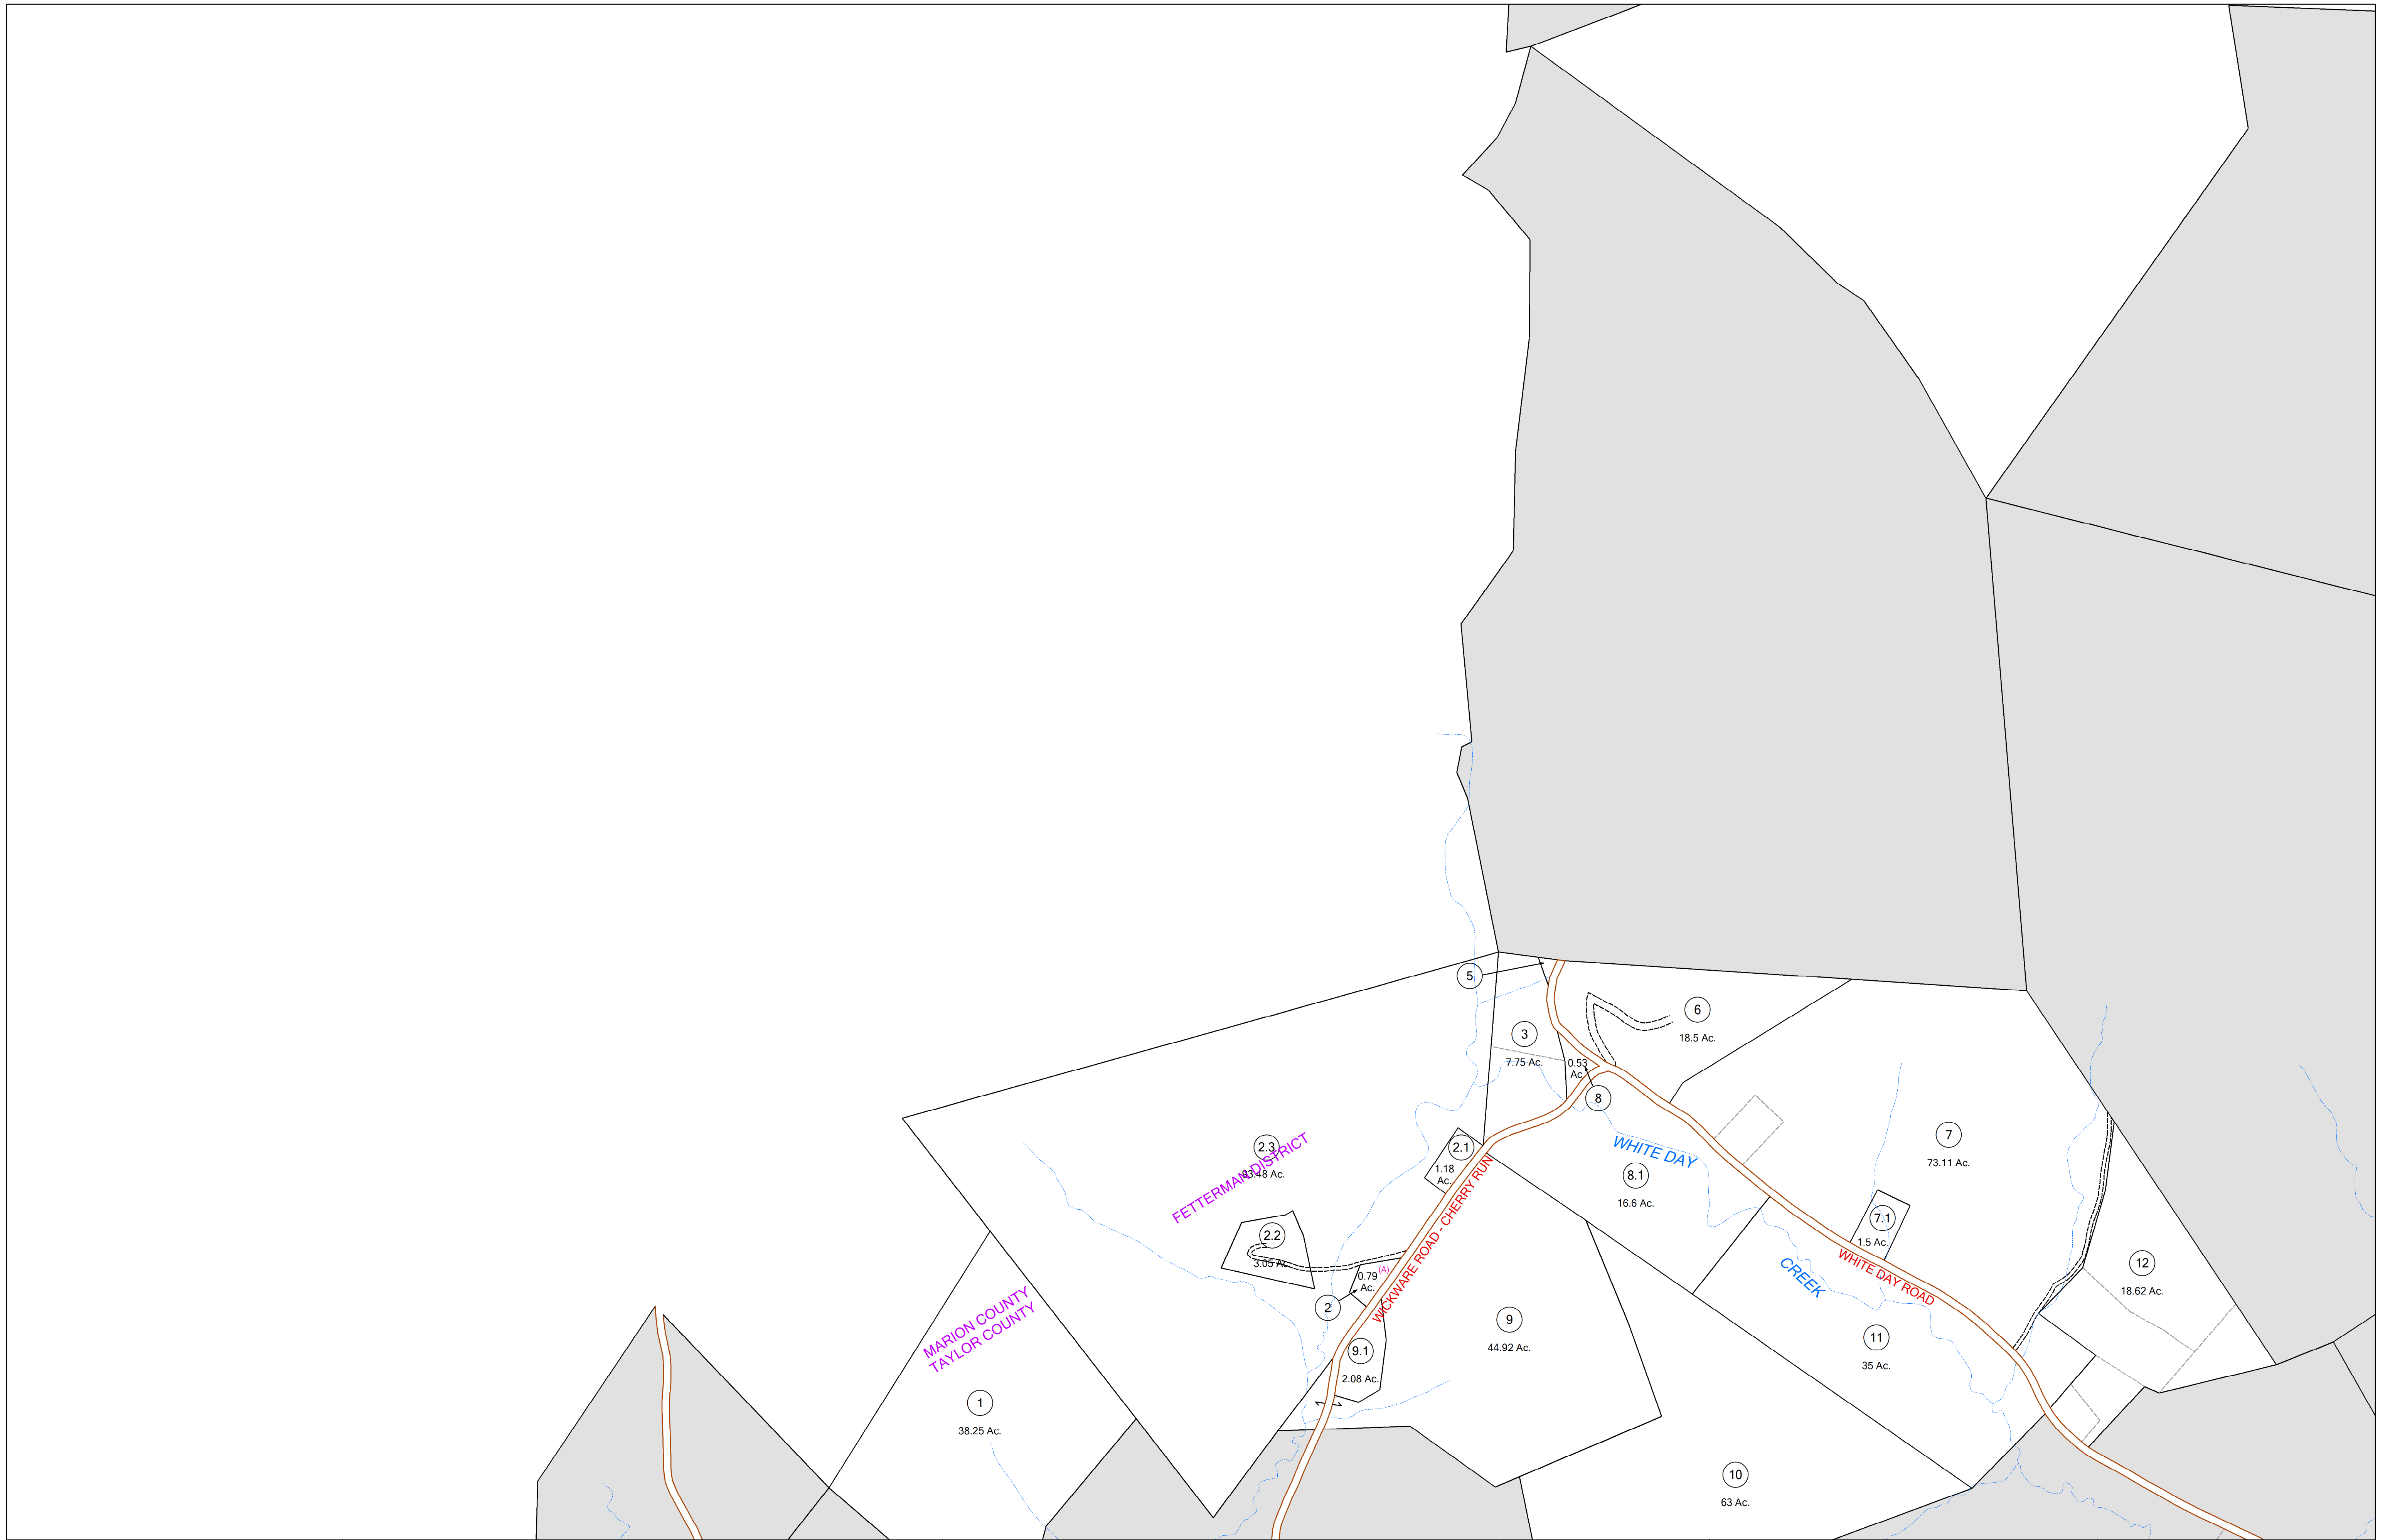 5
6
18.5 Ac.
3
7.75 Ac.
0.53
Ac.
8
7
73.11 Ac.
2.3
FETTERMAN DISTRICT
2.1
1.18
Ac.
WHITE DAY
8.1
16.6 Ac.
2.2
3.05 Ac.
7.1
1.5 Ac.
WICKWARE ROAD - CHERRY RUN
WHITE DAY ROAD
CREEK
12
18.62 Ac.
0.79
Ac.
(A)
2
MARION COUNTY
TAYLOR COUNTY
9
44.92 Ac.
11
35 Ac.
9.1
2.08 Ac.
1
38.25 Ac.
10
63 Ac.